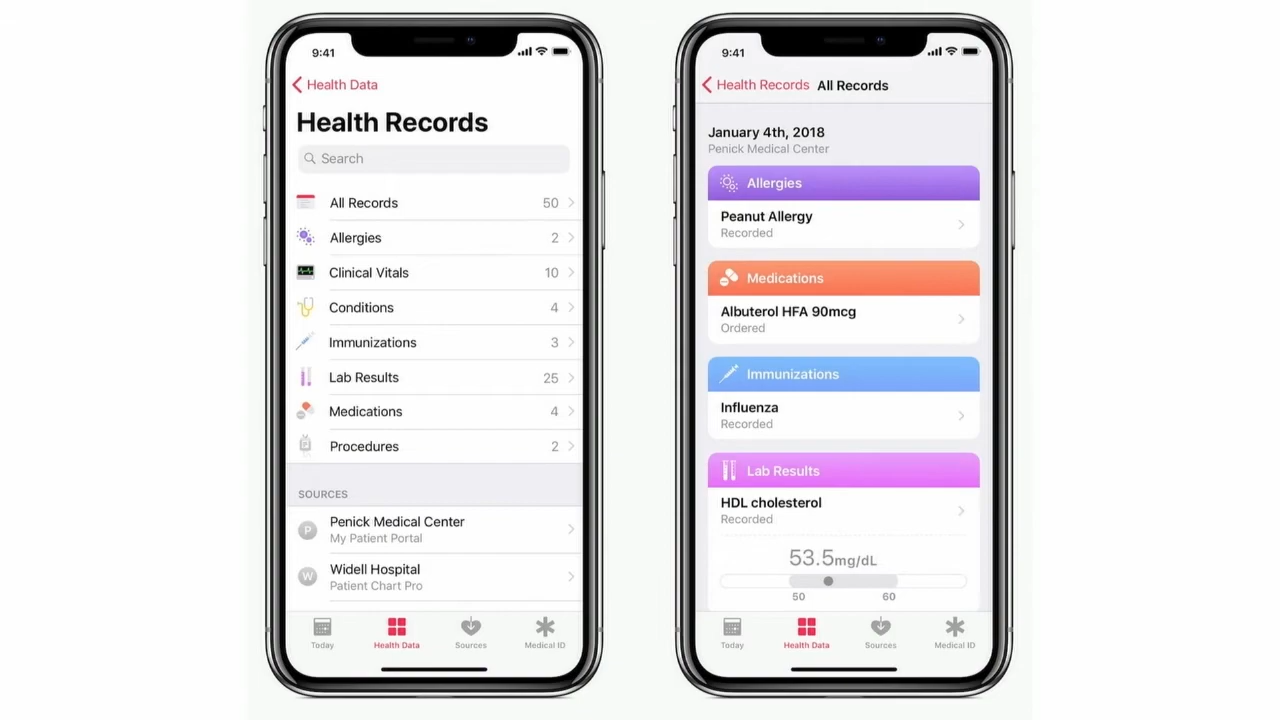 9:41
Health Data
Health Records
Search
All Records 50
Allergies 2
Clinical Vitals 10
Conditions 4
Immunizations 3
Lab Results 25
Medications 4
Procedures 2
SOURCES
P
Penick Medical Center
My Patient Portal
W
Widell Hospital
Patient Chart Pro
Today Health Data Sources Medical ID
9:41
Health Records All Records
January 4th, 2018
Penick Medical Center
Allergies
Peanut Allergy
Recorded
Medications
Albuterol HFA 90mcg
Ordered
Immunizations
Influenza
Recorded
Lab Results
HDL cholesterol
Recorded
53.5mg/dL
50 60
Today Health Data Sources Medical ID